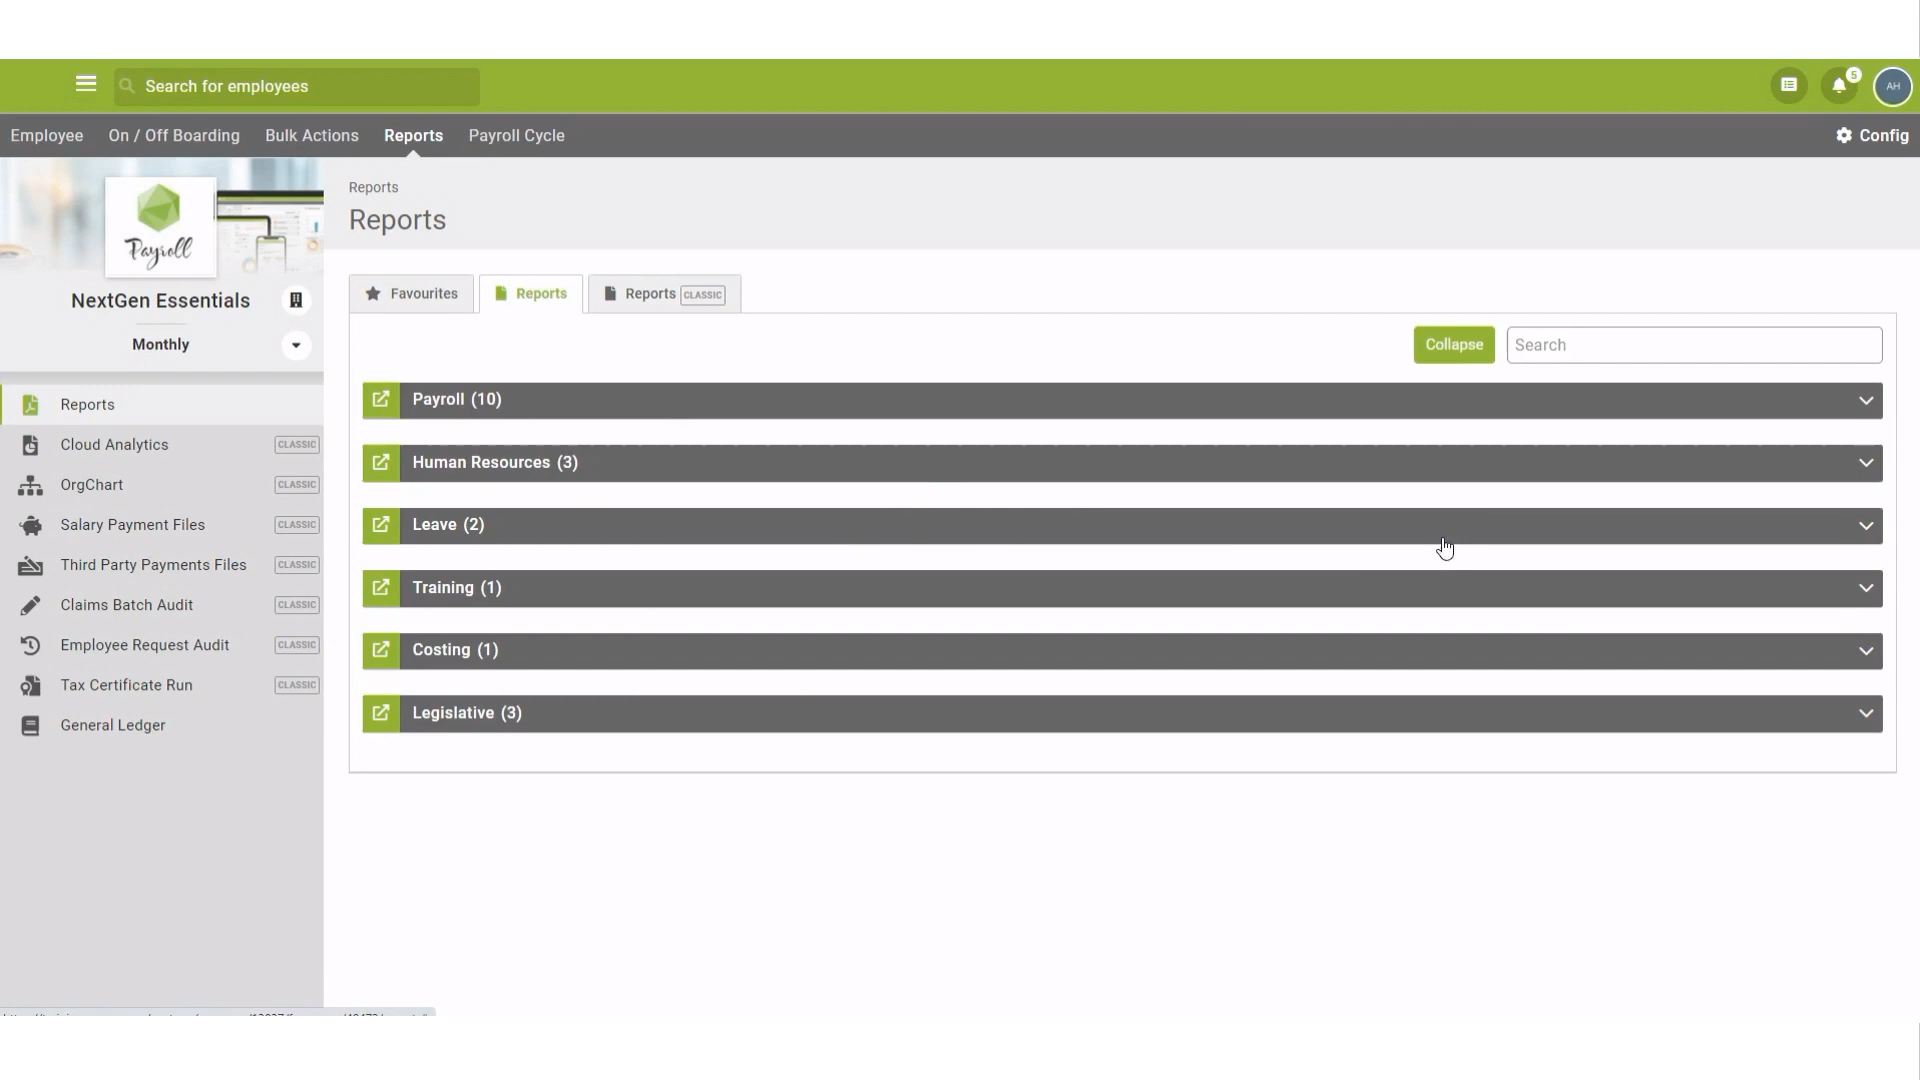 Search for employees
5
AH
Employee
On / Off Boarding
Bulk Actions
Reports
Payroll Cycle
Config
Payroll
NextGen Essentials
Monthly
Reports
Cloud Analytics CLASSIC
OrgChart CLASSIC
Salary Payment Files CLASSIC
Third Party Payments Files CLASSIC
Claims Batch Audit CLASSIC
Employee Request Audit CLASSIC
Tax Certificate Run CLASSIC
General Ledger
Reports
Reports
Favourites
Reports
Reports CLASSIC
Collapse
Search
Payroll (10)
Human Resources (3)
Leave (2)
Training (1)
Costing (1)
Legislative (3)